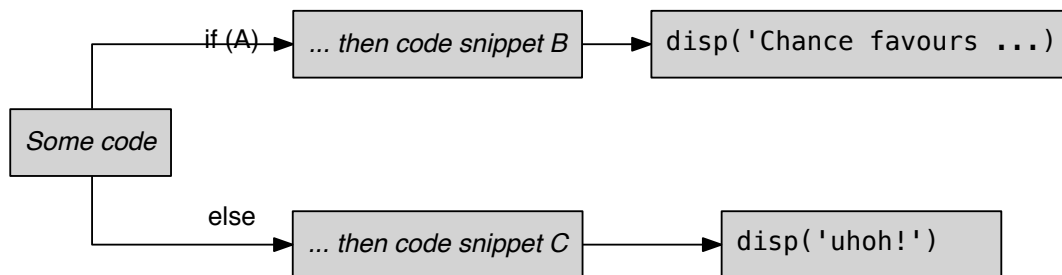 if (A)
... then code snippet B
disp('Chance favours ...)
Some code
else
... then code snippet C
disp('uhoh!')